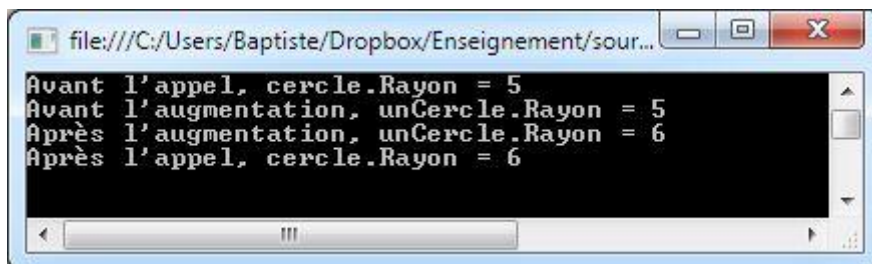 file:///C:/Users/Baptiste/Dropbox/Enseignement/sour...
Avant l'appel, cercle.Rayon = 5
Avant l'augmentation, unCercle.Rayon = 5
Après l'augmentation, unCercle.Rayon = 6
Après l'appel, cercle.Rayon = 6